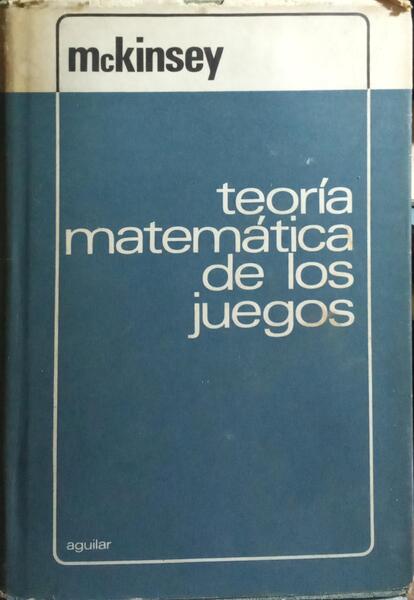 mckinsey
teoría
matemática
de los
juegos
aguilar